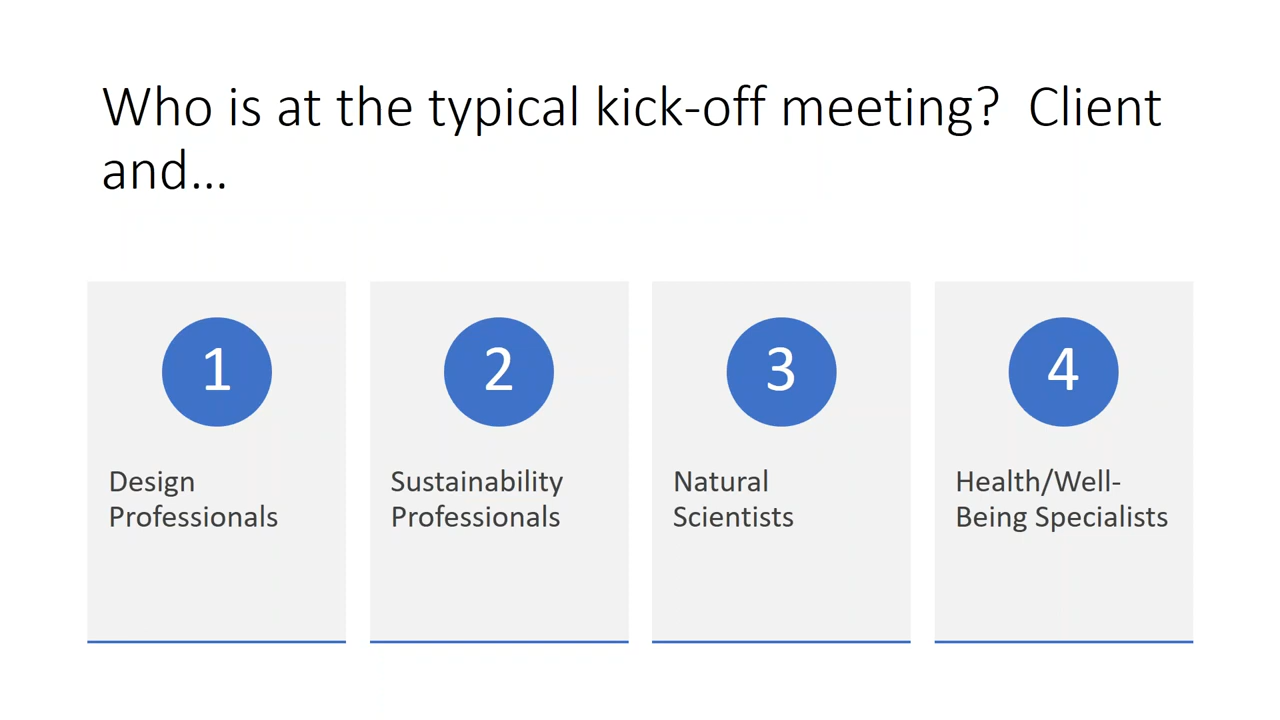 Who is at the typical kick-off meeting?  Client
and...
1
Design
Professionals
2
Sustainability
Professionals
3
Natural
Scientists
4
Health/Well-
Being Specialists